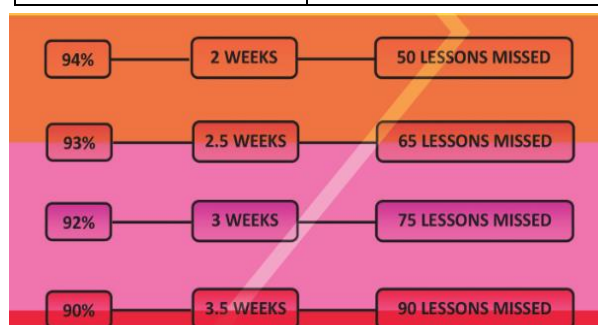 94% 2 WEEKS 50 LESSONS MISSED
93% 2.5 WEEKS 65 LESSONS MISSED
92% 3 WEEKS 75 LESSONS MISSED
90% 3.5 WEEKS 90 LESSONS MISSED